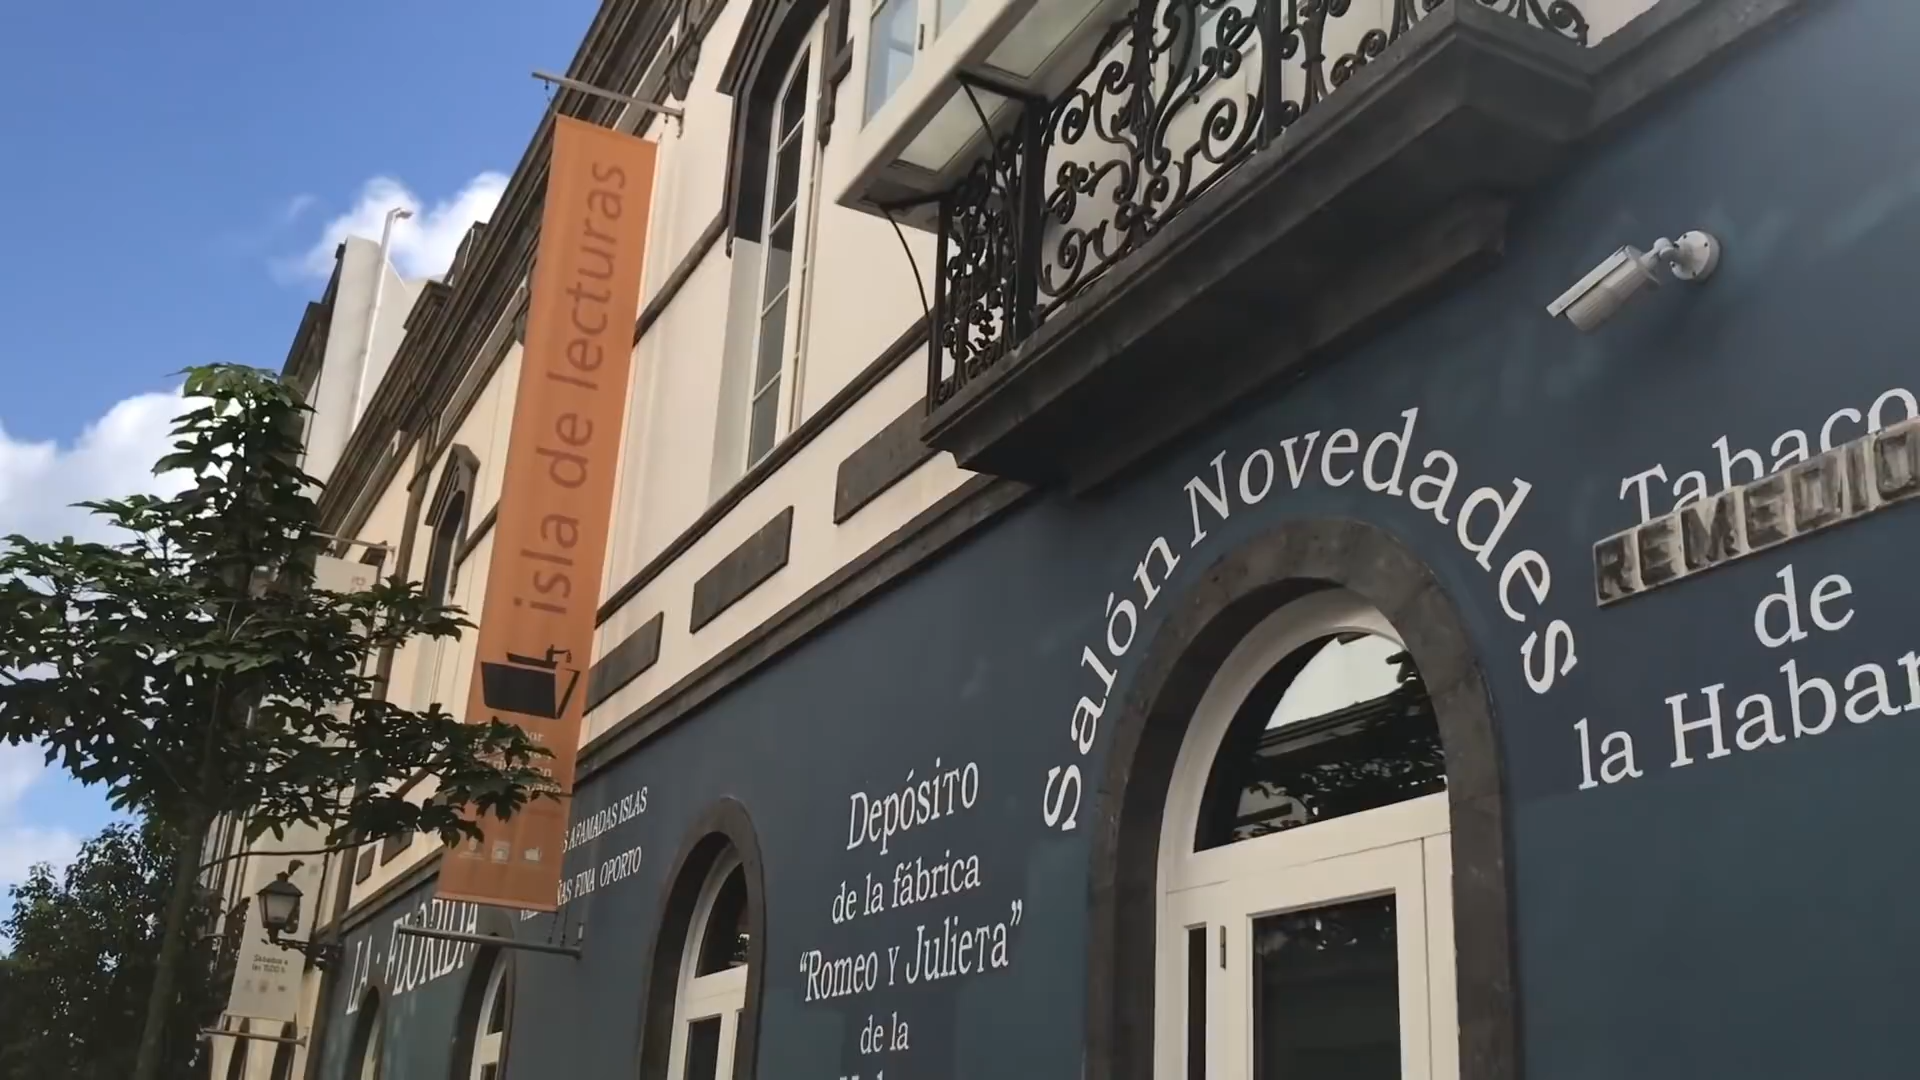 isla de lecturas
Salón Novedades
Tabaco
REMEDIO
de
la Haba
Depósito
de la fábrica
"Romeo y Julieta"
de la
AFAMADAS ISLAS
FINA OPORTO
LA · FLORIDA